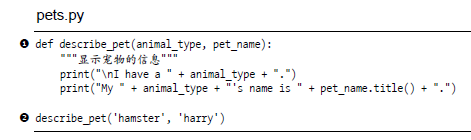 pets.py
❶ def describe_pet(animal_type, pet_name):
"""显示宠物的信息"""
print("\nI have a " + animal_type + ".")
print("My " + animal_type + "'s name is " + pet_name.title() + ".")
❷ describe_pet('hamster', 'harry')